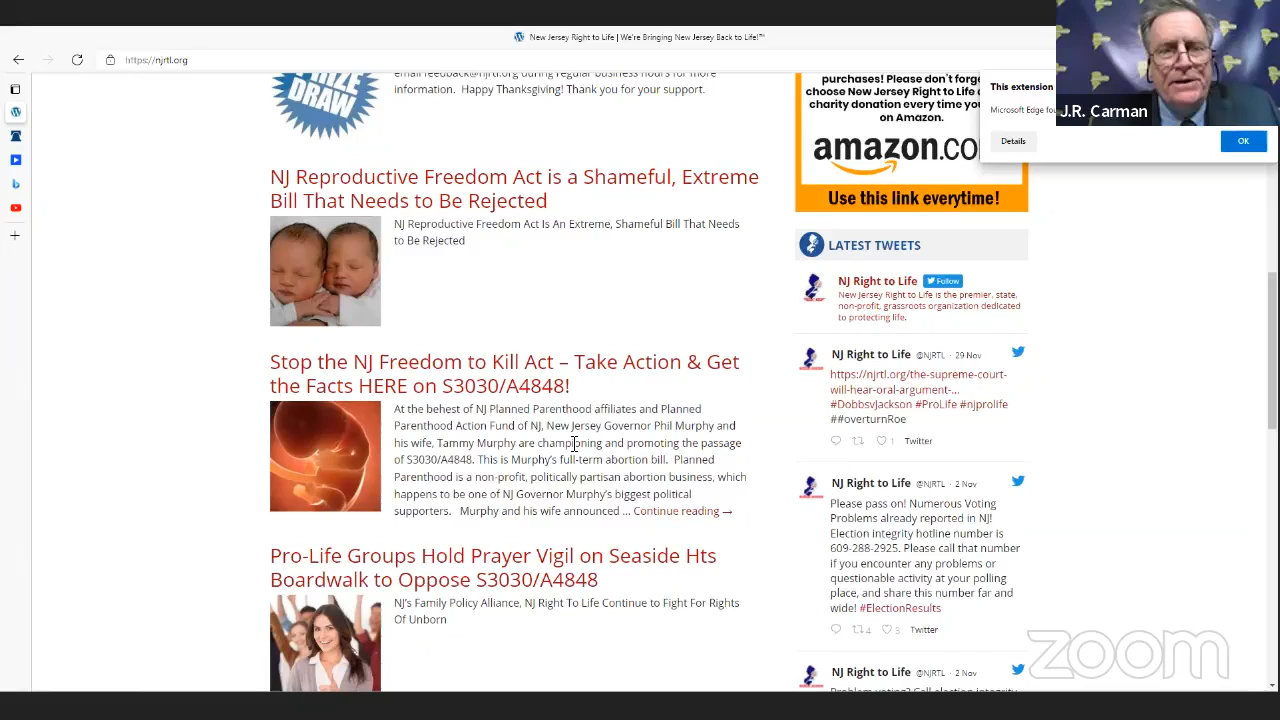 New Jersey Right to Life | We're Bringing New Jersey Back to Life!™
https://njrtl.org
PRIZE
DRAW
email feedback@njrtl.org during regular business hours for more
information. Happy Thanksgiving! Thank you for your support.
NJ Reproductive Freedom Act is a Shameful, Extreme
Bill That Needs to Be Rejected
NJ Reproductive Freedom Act Is An Extreme, Shameful Bill That Needs
to Be Rejected
Stop the NJ Freedom to Kill Act – Take Action & Get
the Facts HERE on S3030/A4848!
At the behest of NJ Planned Parenthood affiliates and Planned
Parenthood Action Fund of NJ, New Jersey Governor Phil Murphy and
his wife, Tammy Murphy are championing and promoting the passage
of S3030/A4848. This is Murphy's full-term abortion bill. Planned
Parenthood is a non-profit, politically partisan abortion business, which
happens to be one of NJ Governor Murphy's biggest political
supporters. Murphy and his wife announced ... Continue reading →
Pro-Life Groups Hold Prayer Vigil on Seaside Hts
Boardwalk to Oppose S3030/A4848
NJ's Family Policy Alliance, NJ Right To Life Continue to Fight For Rights
Of Unborn
purchases! Please don't
choose New Jersey Right to Life
charity donation every time
on Amazon.
amazon.co
Use this link everytime!
LATEST TWEETS
NJ Right to Life Follow
New Jersey Right to Life is the premier, state,
non-profit, grassroots organization dedicated
to protecting life.
NJ Right to Life @NJRTL · 29 Nov
https://njrtl.org/the-supreme-court-
will-hear-oral-argument-...
#DobbsvJackson #ProLife #njprolife
##overturnRoe
1 Twitter
NJ Right to Life @NJRTL · 2 Nov
Please pass on! Numerous Voting
Problems already reported in NJ!
Election integrity hotline number is
609-288-2925. Please call that number
if you encounter any problems or
questionable activity at your polling
place, and share this number far and
wide! #ElectionResults
4 3 Twitter
NJ Right to Life @NJRTL · 2 Nov
This extension
Microsoft Edge
Details
OK
J.R. Carman
zoom